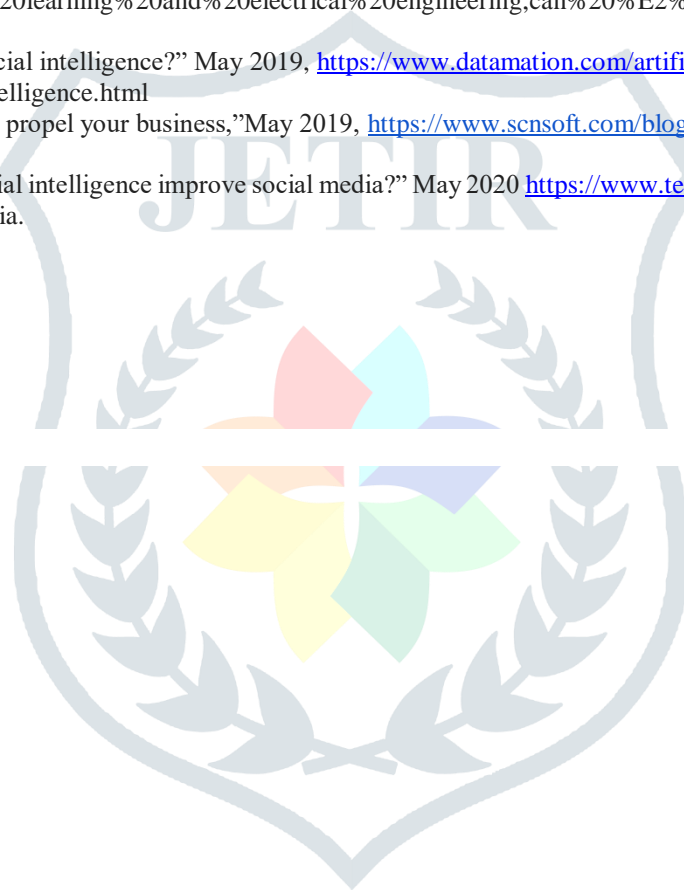 20learning%20and%20electrical%20engineering,can%20%E2%
cial intelligence?” May 2019, https://www.datamation.com/artifi
elligence.html
propel your business,”May 2019, https://www.scnsoft.com/blog
ial intelligence improve social media?” May 2020 https://www.te
ia.
JETIR